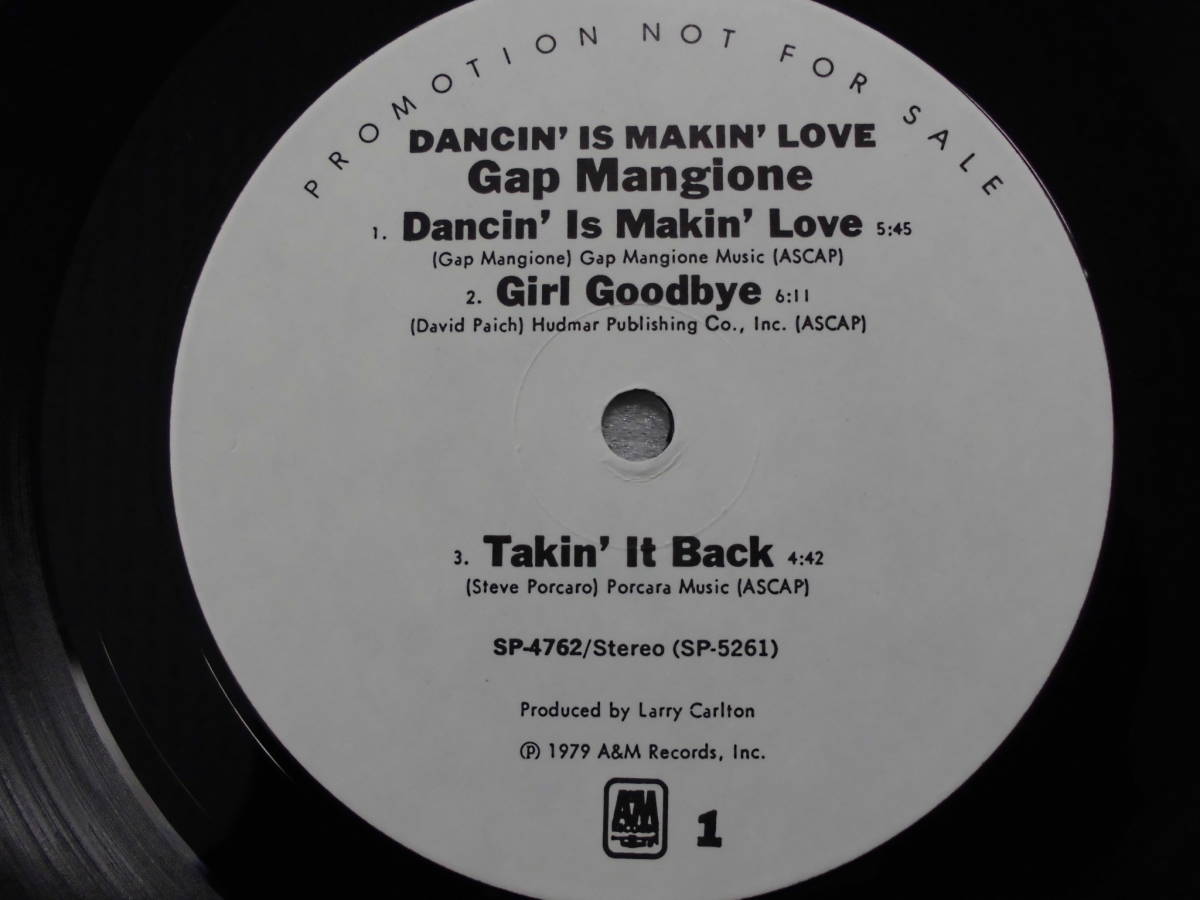 PROMOTION NOT FOR SALE
DANCIN' IS MAKIN' LOVE
Gap Mangione
1. Dancin' Is Makin' Love 5:45
(Gap Mangione) Gap Mangione Music (ASCAP)
2. Girl Goodbye 6:11
(David Paich) Hudmar Publishing Co., Inc. (ASCAP)
3. Takin' It Back 4:42
(Steve Porcaro) Porcara Music (ASCAP)
SP-4762/Stereo (SP-5261)
Produced by Larry Carlton
℗ 1979 A&M Records, Inc.
A&M
1